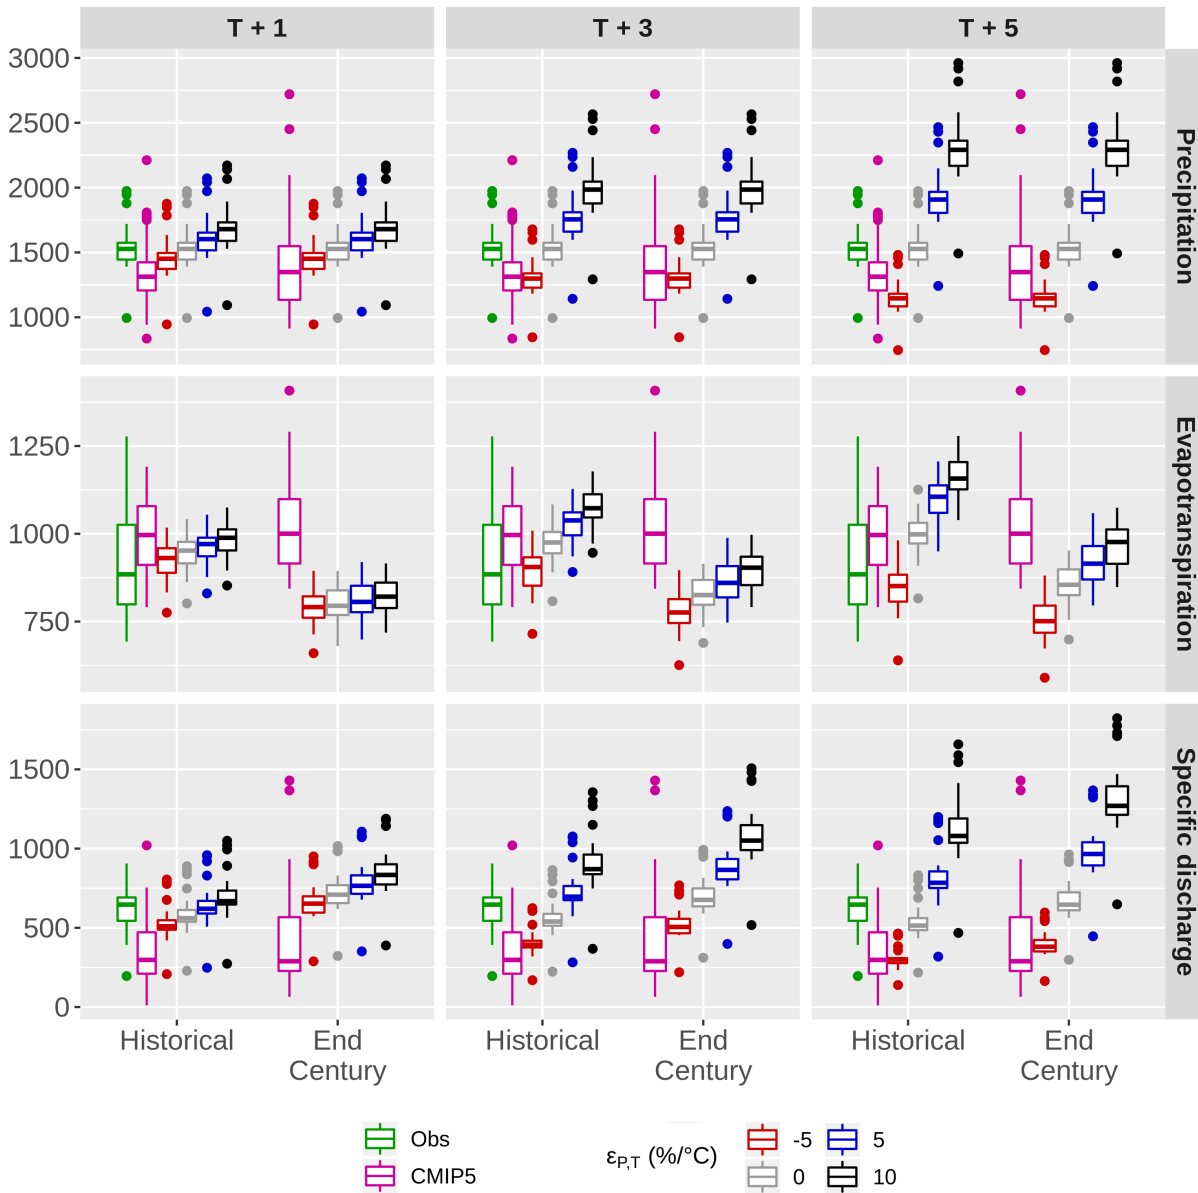 T + 1
T + 3
T + 5
3000
2500
2000
1500
1000
Precipitation
1250
1000
750
Evapotranspiration
1500
1000
500
0
Specific discharge
Historical
End
Century
Historical
End
Century
Historical
End
Century
Obs
CMIP5
εP,T (%/°C)
-5
0
5
10